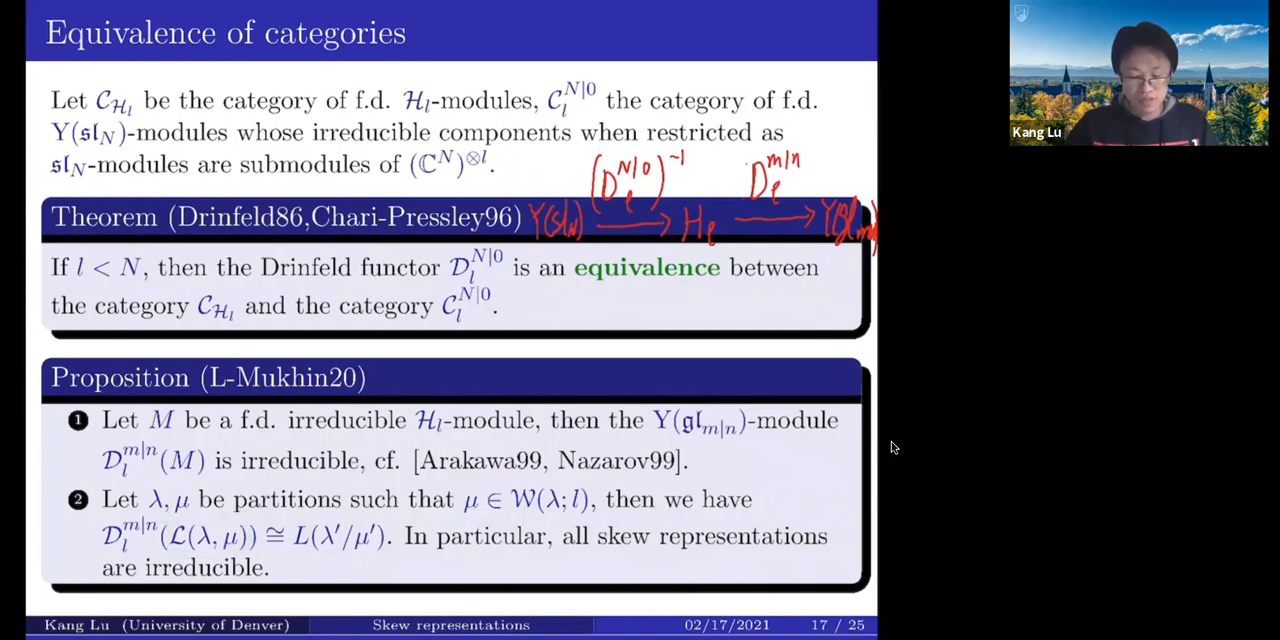 Equivalence of categories
Let 𝒞_{ℋ_l} be the category of f.d. ℋ_l-modules, 𝒞_l^{N|0} the category of f.d.
Y(𝔰𝔩_N)-modules whose irreducible components when restricted as
𝔰𝔩_N-modules are submodules of (ℂ^N)^{⊗l}.
(D_ℓ^{N|0})^{-1} D_ℓ^{m|n}
Theorem (Drinfeld86,Chari-Pressley96) Y(sl_N) → H_ℓ → Y(gl_{m|n})
If l < N, then the Drinfeld functor 𝒟_l^{N|0} is an equivalence between
the category 𝒞_{ℋ_l} and the category 𝒞_l^{N|0}.
Proposition (L-Mukhin20)
1 Let M be a f.d. irreducible ℋ_l-module, then the Y(𝔤𝔩_{m|n})-module
𝒟_l^{m|n}(M) is irreducible, cf. [Arakawa99, Nazarov99].
2 Let λ, μ be partitions such that μ ∈ 𝒲(λ; l), then we have
𝒟_l^{m|n}(ℒ(λ, μ)) ≅ L(λ′/μ′). In particular, all skew representations
are irreducible.
Kang Lu (University of Denver) Skew representations 02/17/2021 17 / 25
Kang Lu